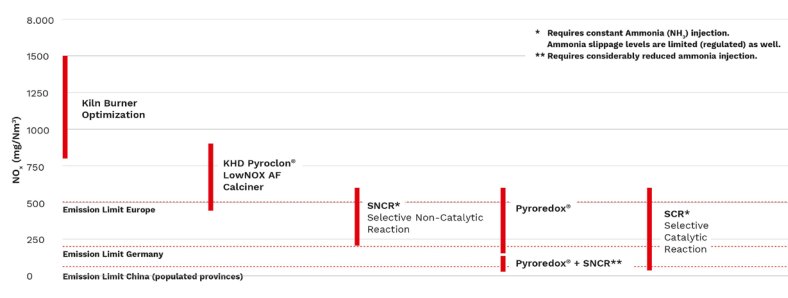 8.000
* Requires constant Ammonia (NH₃) injection.
Ammonia slippage levels are limited (regulated) as well.
** Requires considerably reduced ammonia injection.
1500
1250
Kiln Burner
Optimization
1000
NOx (mg/Nm³)
750
KHD Pyroclon®
LowNOX AF
Calciner
500
Emission Limit Europe
SNCR*
Selective Non-Catalytic
Reaction
Pyroredox®
SCR*
Selective
Catalytic
Reaction
250
Emission Limit Germany
Pyroredox® + SNCR**
0
Emission Limit China (populated provinces)